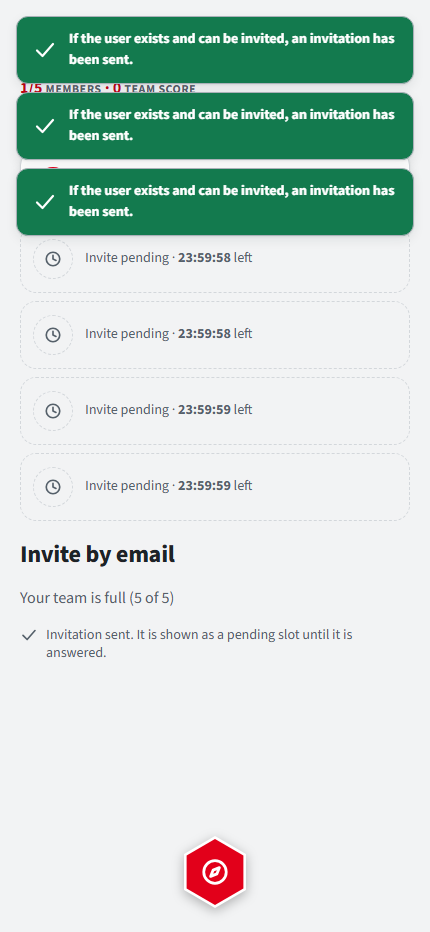 If the user exists and can be invited, an invitation has
been sent.
1/5 MEMBERS · 0 TEAM SCORE
If the user exists and can be invited, an invitation has
been sent.
If the user exists and can be invited, an invitation has
been sent.
Invite pending · 23:59:58 left
Invite pending · 23:59:58 left
Invite pending · 23:59:59 left
Invite pending · 23:59:59 left
Invite by email
Your team is full (5 of 5)
Invitation sent. It is shown as a pending slot until it is
answered.